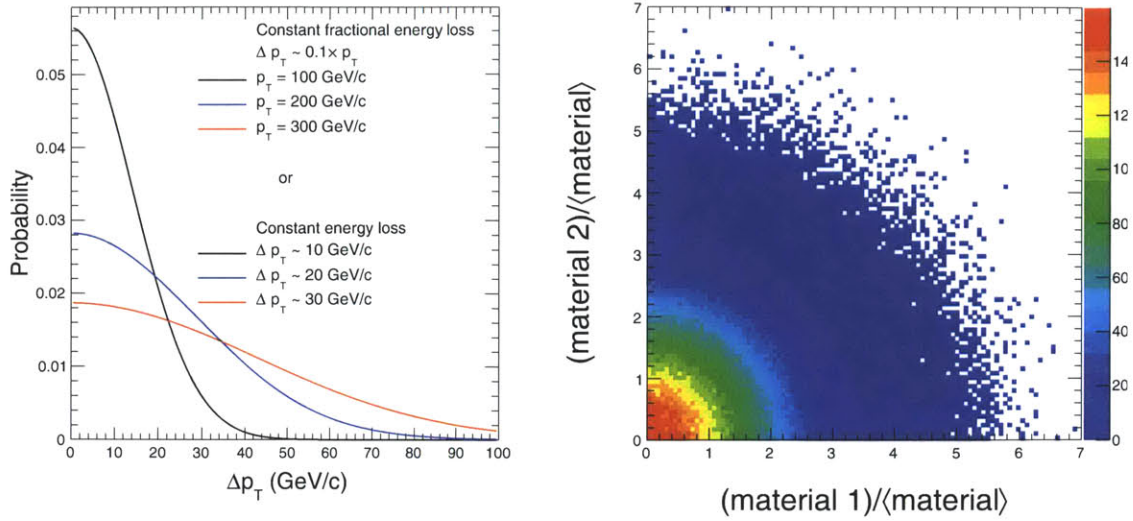 Constant fractional energy loss
Δ p_T ~ 0.1× p_T
p_T = 100 GeV/c
p_T = 200 GeV/c
p_T = 300 GeV/c
or
Constant energy loss
Δ p_T ~ 10 GeV/c
Δ p_T ~ 20 GeV/c
Δ p_T ~ 30 GeV/c
Probability
0.05
0.04
0.03
0.02
0.01
0
0 10 20 30 40 50 60 70 80 90 100
Δp_T (GeV/c)
(material 2)/⟨material⟩
7
6
5
4
3
2
1
0
0 1 2 3 4 5 6 7
(material 1)/⟨material⟩
14
12
10
80
60
40
20
0